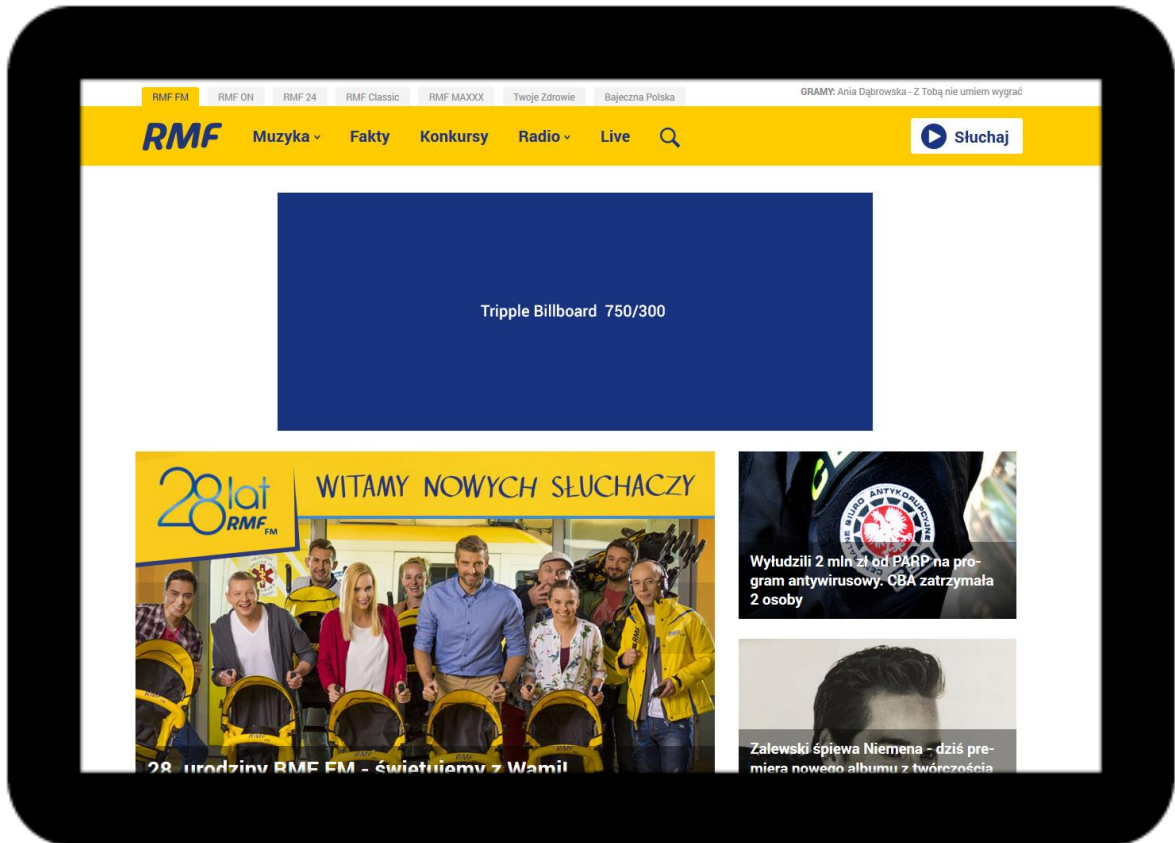 RMF FM RMF ON RMF 24 RMF Classic RMF MAXXX Twoje Zdrowie Bajeczna Polska GRAMY: Ania Dąbrowska - Z Tobą nie umiem wygrać
RMF Muzyka Fakty Konkursy Radio Live Słuchaj
Tripple Billboard 750/300
28 lat
RMF FM
WITAMY NOWYCH SŁUCHACZY
28. urodziny RMF FM - świętujemy z Wami!
ANTYKORUPCYJNE
BIURO
Wyłudzili 2 mln zł od PARP na pro-
gram antywirusowy. CBA zatrzymała
2 osoby
Zalewski śpiewa Niemena - dziś pre-
miera nowego albumu z twórczością